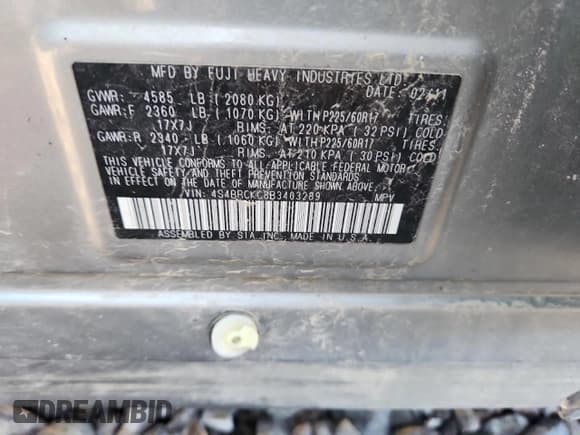 MFD BY FUJI HEAVY INDUSTRIES LTD.
DATE: 02/11
GVWR: 4585 LB (2080 KG)
GAWR:F 2360 LB (1070 KG) WITH P225/60R17 TIRES
17X7J RIMS, AT 220 KPA (32 PSI) COLD
GAWR:R 2340 LB (1060 KG) WITH P225/60R17 TIRES
17X7J RIMS, AT 210 KPA (30 PSI) COLD
THIS VEHICLE CONFORMS TO ALL APPLICABLE FEDERAL MOTOR
VEHICLE SAFETY AND THEFT PREVENTION STANDARDS
IN EFFECT ON THE DATE OF MANUFACTURE SHOWN ABOVE.
VIN: 4S4BRCKC8B3403289 MPV
ASSEMBLED BY SIA, INC. MADE IN U.S.A.
DREAMBID